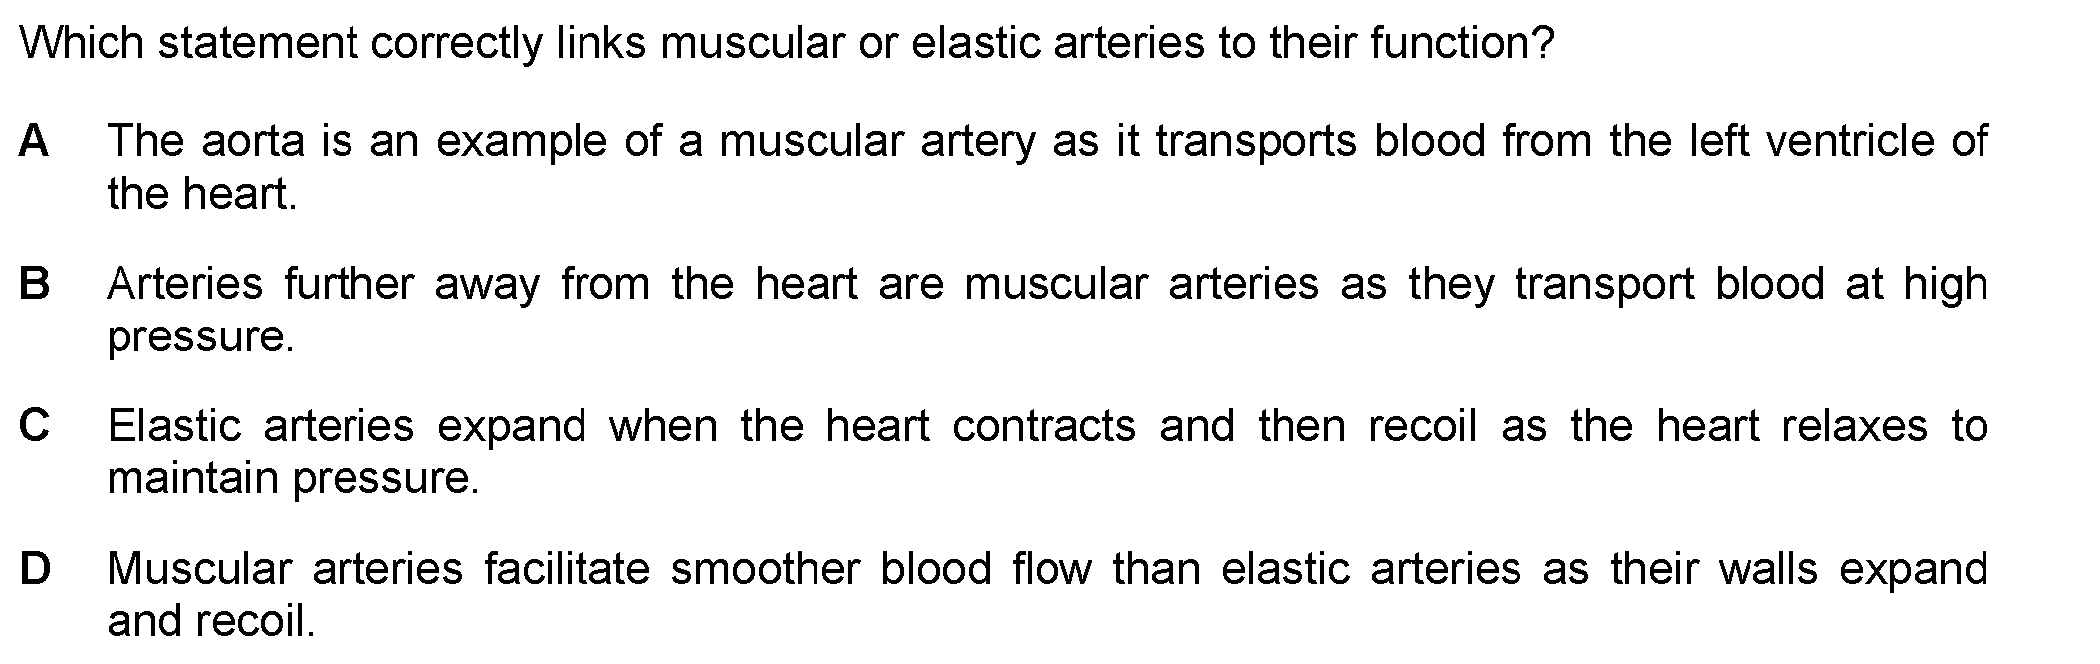 Which statement correctly links muscular or elastic arteries to their function?
A The aorta is an example of a muscular artery as it transports blood from the left ventricle of
the heart.
B Arteries further away from the heart are muscular arteries as they transport blood at high
pressure.
C Elastic arteries expand when the heart contracts and then recoil as the heart relaxes to
maintain pressure.
D Muscular arteries facilitate smoother blood flow than elastic arteries as their walls expand
and recoil.